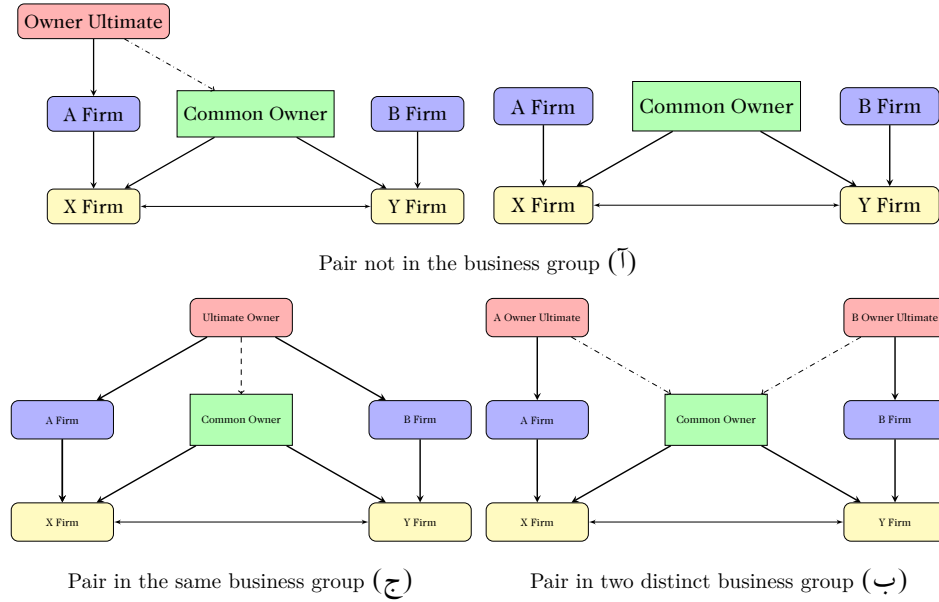 Owner Ultimate
A Firm
Common Owner
B Firm
X Firm
Y Firm
A Firm
Common Owner
B Firm
X Firm
Y Firm
Pair not in the business group (آ)
Ultimate Owner
A Firm
Common Owner
B Firm
X Firm
Y Firm
Pair in the same business group (ج)
A Owner Ultimate
B Owner Ultimate
A Firm
Common Owner
B Firm
X Firm
Y Firm
Pair in two distinct business group (ب)